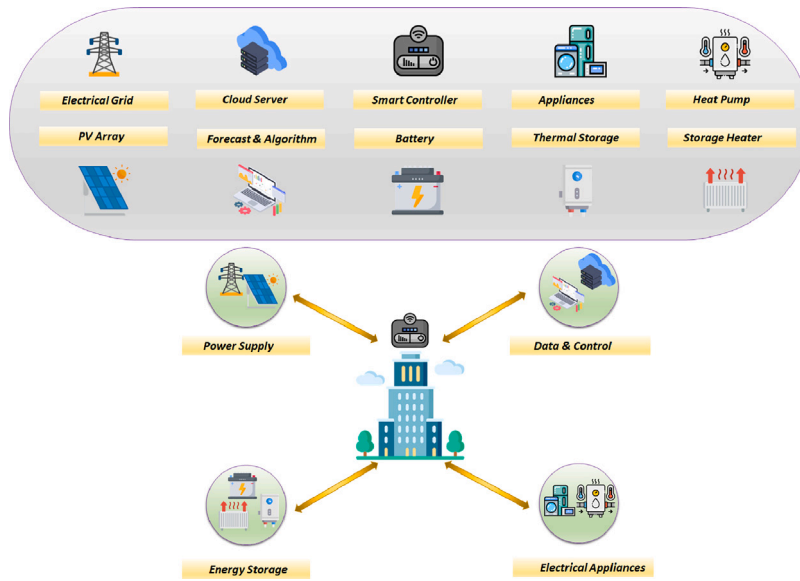 Electrical Grid
Cloud Server
Smart Controller
Appliances
Heat Pump
PV Array
Forecast & Algorithm
Battery
Thermal Storage
Storage Heater
Power Supply
Data & Control
Energy Storage
Electrical Appliances